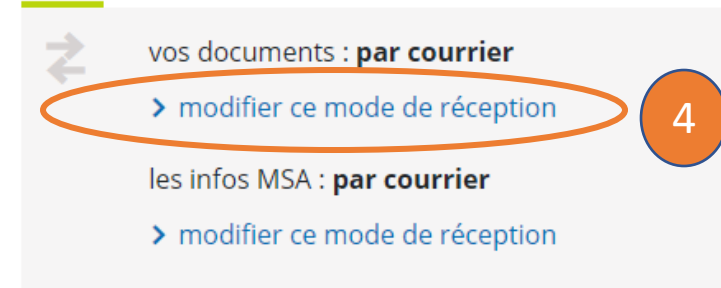 vos documents : par courrier
> modifier ce mode de réception
4
les infos MSA : par courrier
> modifier ce mode de réception